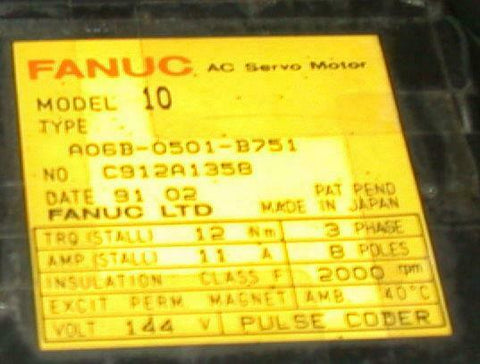 FANUC AC Servo Motor
MODEL 10
TYPE
A06B-0501-B751
NO. C912A1358
DATE 91 02 PAT PEND
FANUC LTD MADE IN JAPAN
TRQ (STALL) 12 Nm 3 PHASE
AMP (STALL) 11 A 8 POLES
INSULATION CLASS F 2000 rpm
EXCIT PERM MAGNET AMB 40°C
VOLT 144 V PULSE CODER